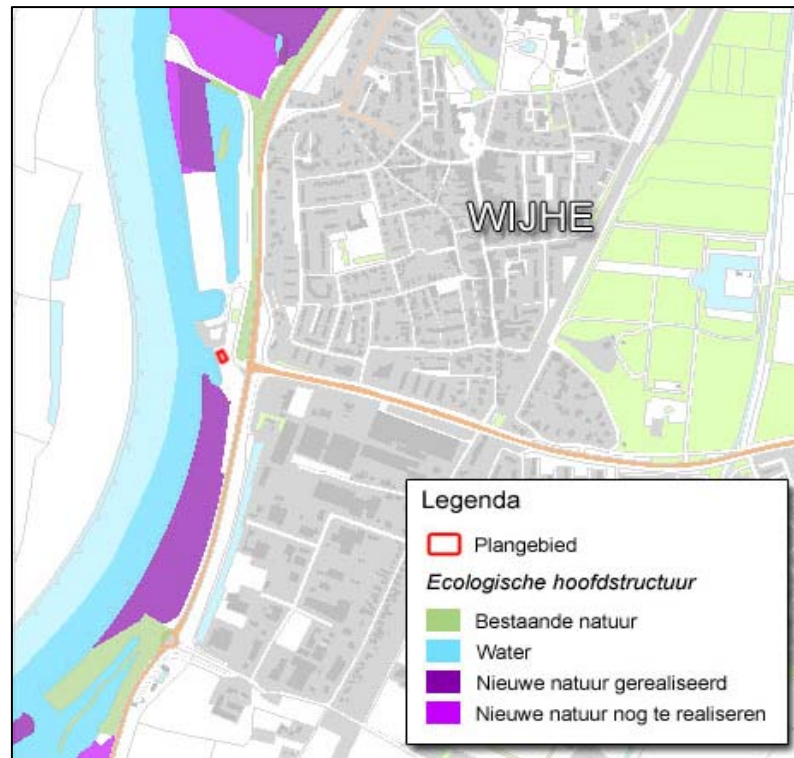 WIJHE
Legenda
Plangebied
Ecologische hoofdstructuur
Bestaande natuur
Water
Nieuwe natuur gerealiseerd
Nieuwe natuur nog te realiseren